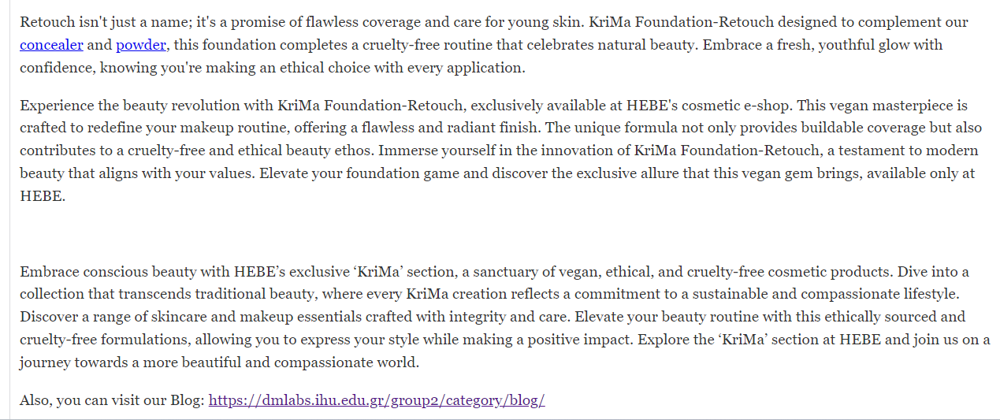 Retouch isn't just a name; it's a promise of flawless coverage and care for young skin. KriMa Foundation-Retouch designed to complement our
concealer and powder, this foundation completes a cruelty-free routine that celebrates natural beauty. Embrace a fresh, youthful glow with
confidence, knowing you're making an ethical choice with every application.
Experience the beauty revolution with KriMa Foundation-Retouch, exclusively available at HEBE's cosmetic e-shop. This vegan masterpiece is
crafted to redefine your makeup routine, offering a flawless and radiant finish. The unique formula not only provides buildable coverage but also
contributes to a cruelty-free and ethical beauty ethos. Immerse yourself in the innovation of KriMa Foundation-Retouch, a testament to modern
beauty that aligns with your values. Elevate your foundation game and discover the exclusive allure that this vegan gem brings, available only at
HEBE.
Embrace conscious beauty with HEBE’s exclusive ‘KriMa’ section, a sanctuary of vegan, ethical, and cruelty-free cosmetic products. Dive into a
collection that transcends traditional beauty, where every KriMa creation reflects a commitment to a sustainable and compassionate lifestyle.
Discover a range of skincare and makeup essentials crafted with integrity and care. Elevate your beauty routine with this ethically sourced and
cruelty-free formulations, allowing you to express your style while making a positive impact. Explore the ‘KriMa’ section at HEBE and join us on a
journey towards a more beautiful and compassionate world.
Also, you can visit our Blog: https://dmlabs.ihu.edu.gr/group2/category/blog/